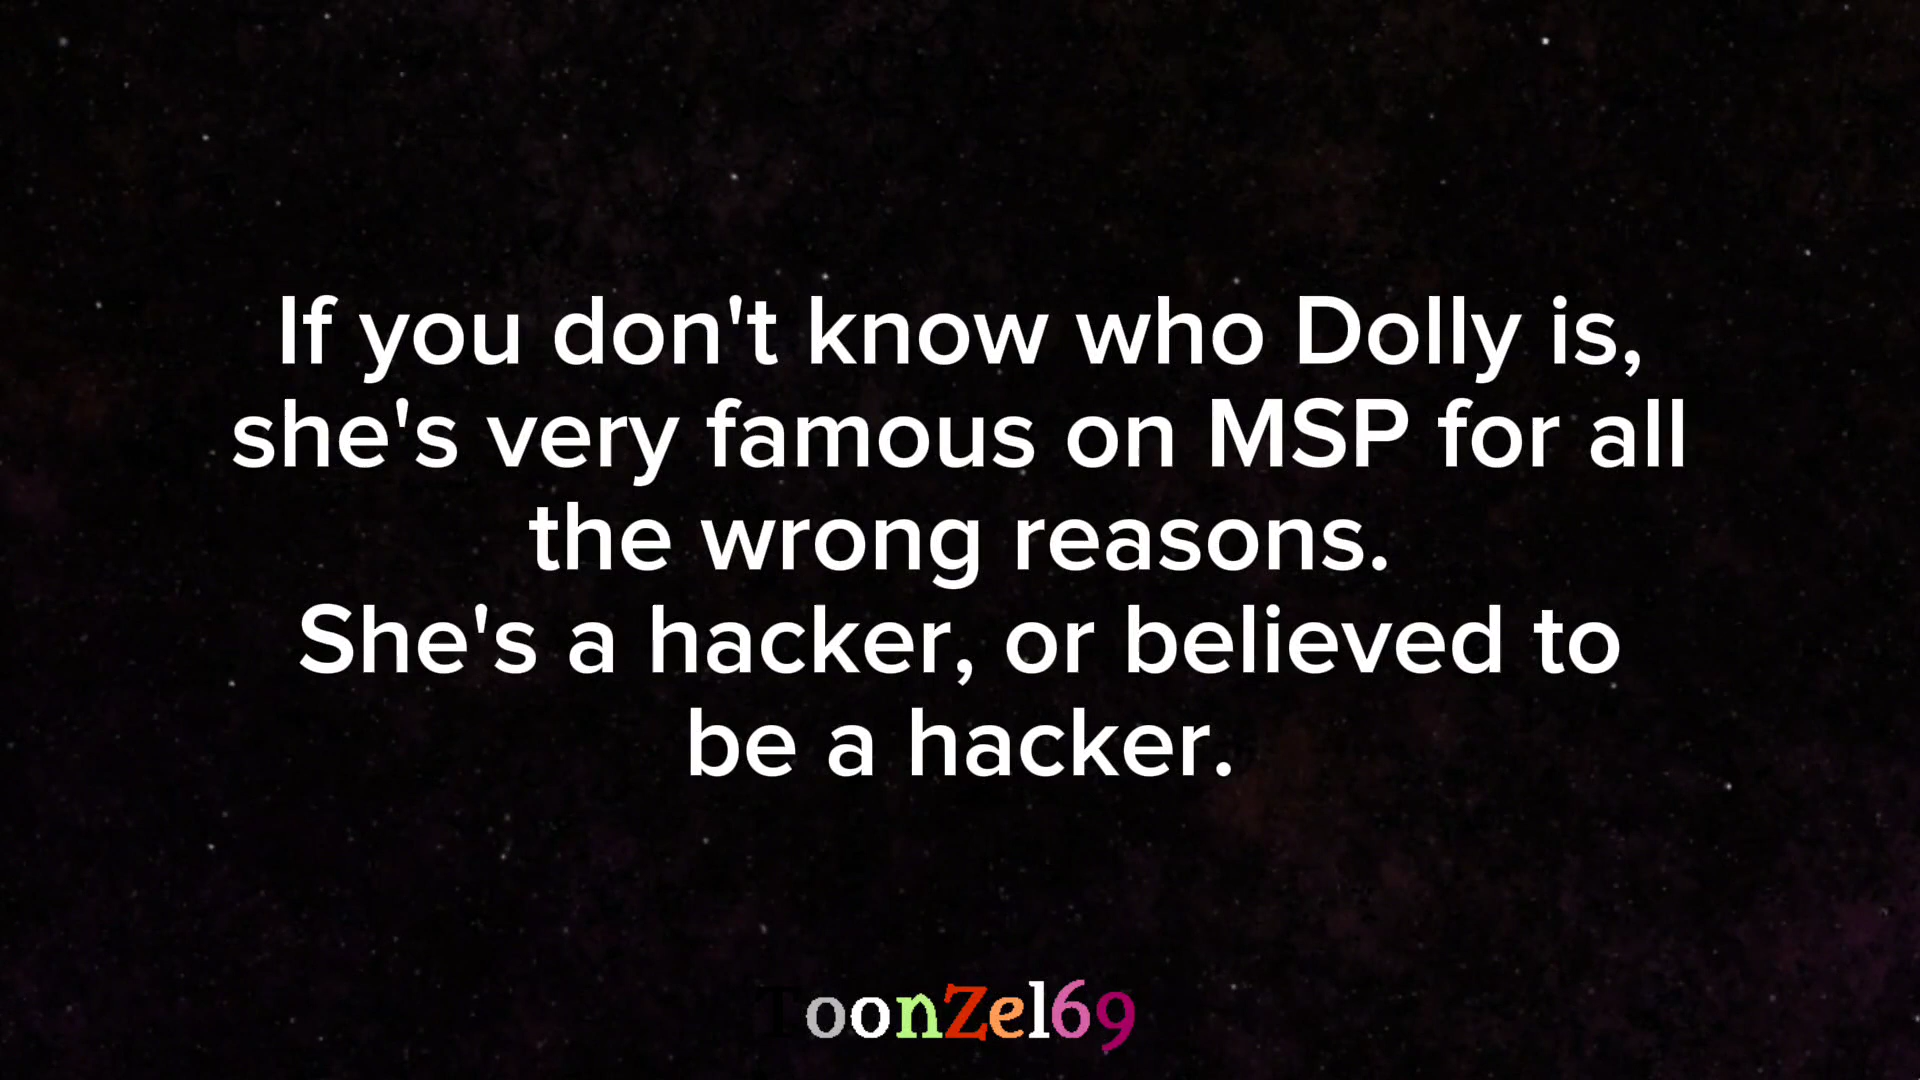 If you don't know who Dolly is,
she's very famous on MSP for all
the wrong reasons.
She's a hacker, or believed to
be a hacker.
ToonZel69